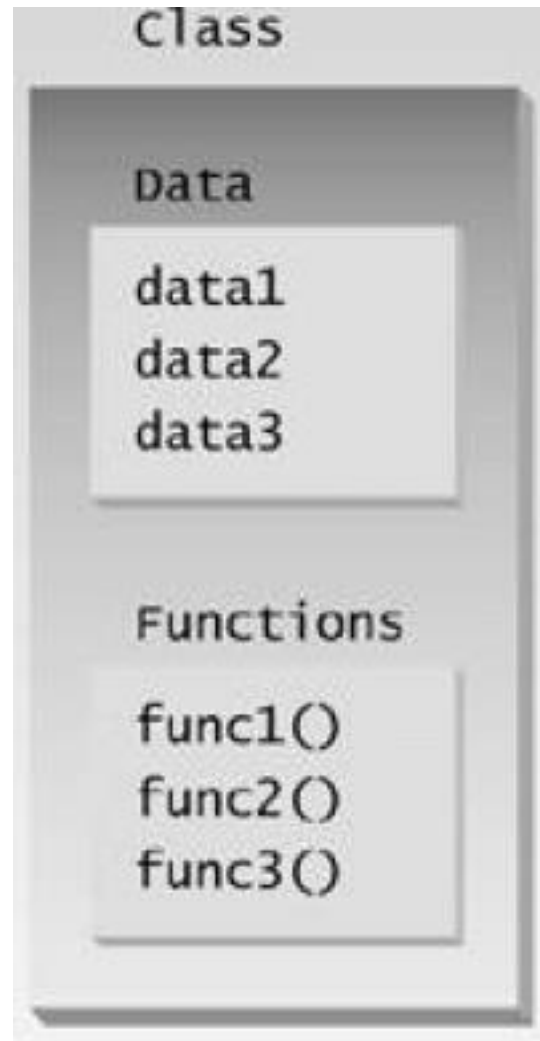 Class
Data
data1
data2
data3
Functions
func1()
func2()
func3()